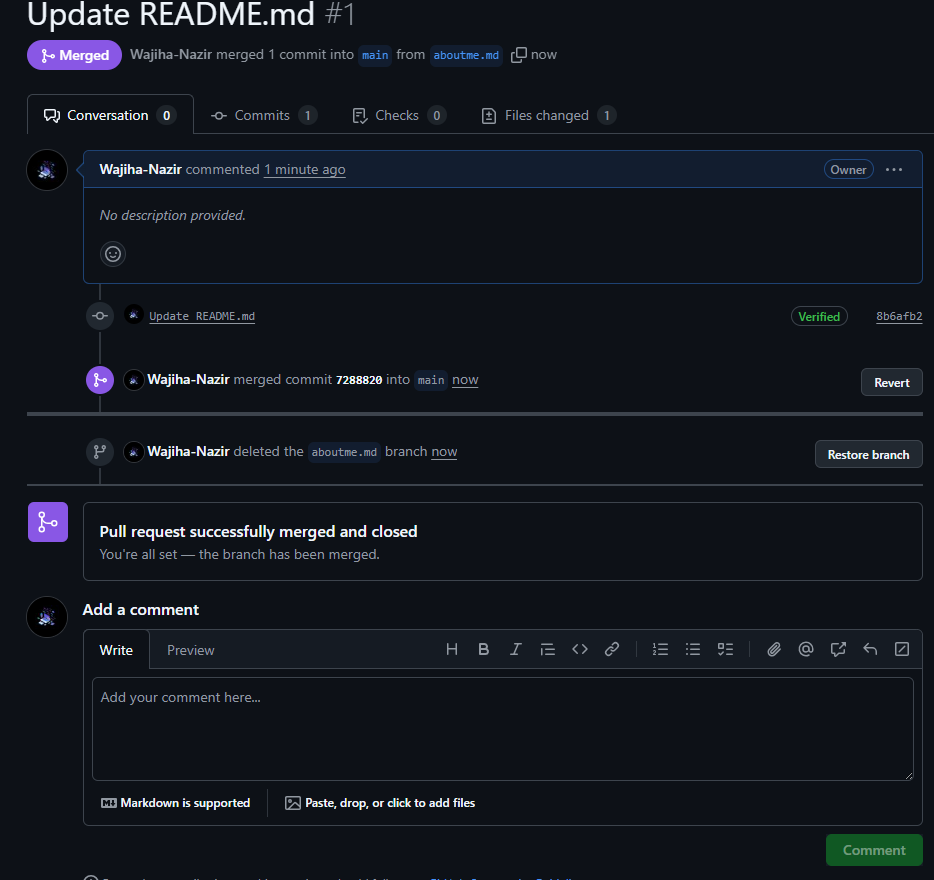 Update README.md #1
Merged Wajiha-Nazir merged 1 commit into main from aboutme.md now
Conversation 0 Commits 1 Checks 0 Files changed 1
Wajiha-Nazir commented 1 minute ago Owner
No description provided.
Update README.md Verified 8b6afb2
Wajiha-Nazir merged commit 7288820 into main now Revert
Wajiha-Nazir deleted the aboutme.md branch now Restore branch
Pull request successfully merged and closed
You're all set — the branch has been merged.
Add a comment
Write Preview
Add your comment here...
Markdown is supported Paste, drop, or click to add files
Comment